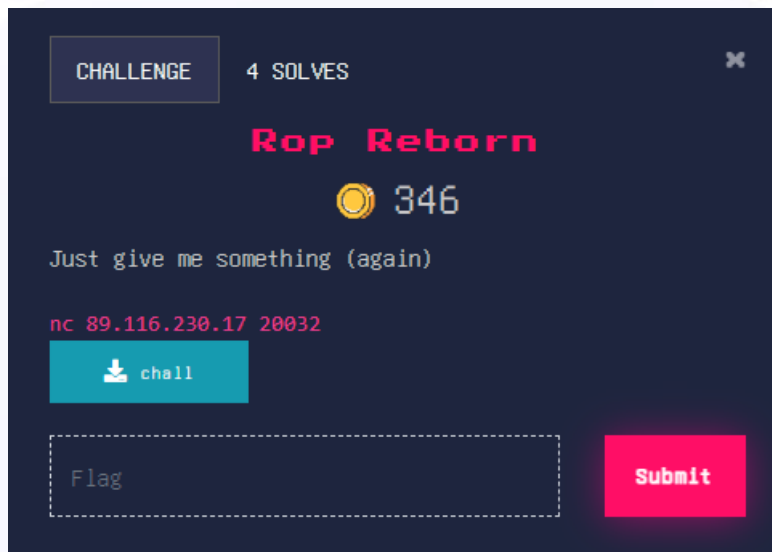 CHALLENGE 4 SOLVES ✖
Rop Reborn
346
Just give me something (again)
nc 89.116.230.17 20032
chall
Flag Submit